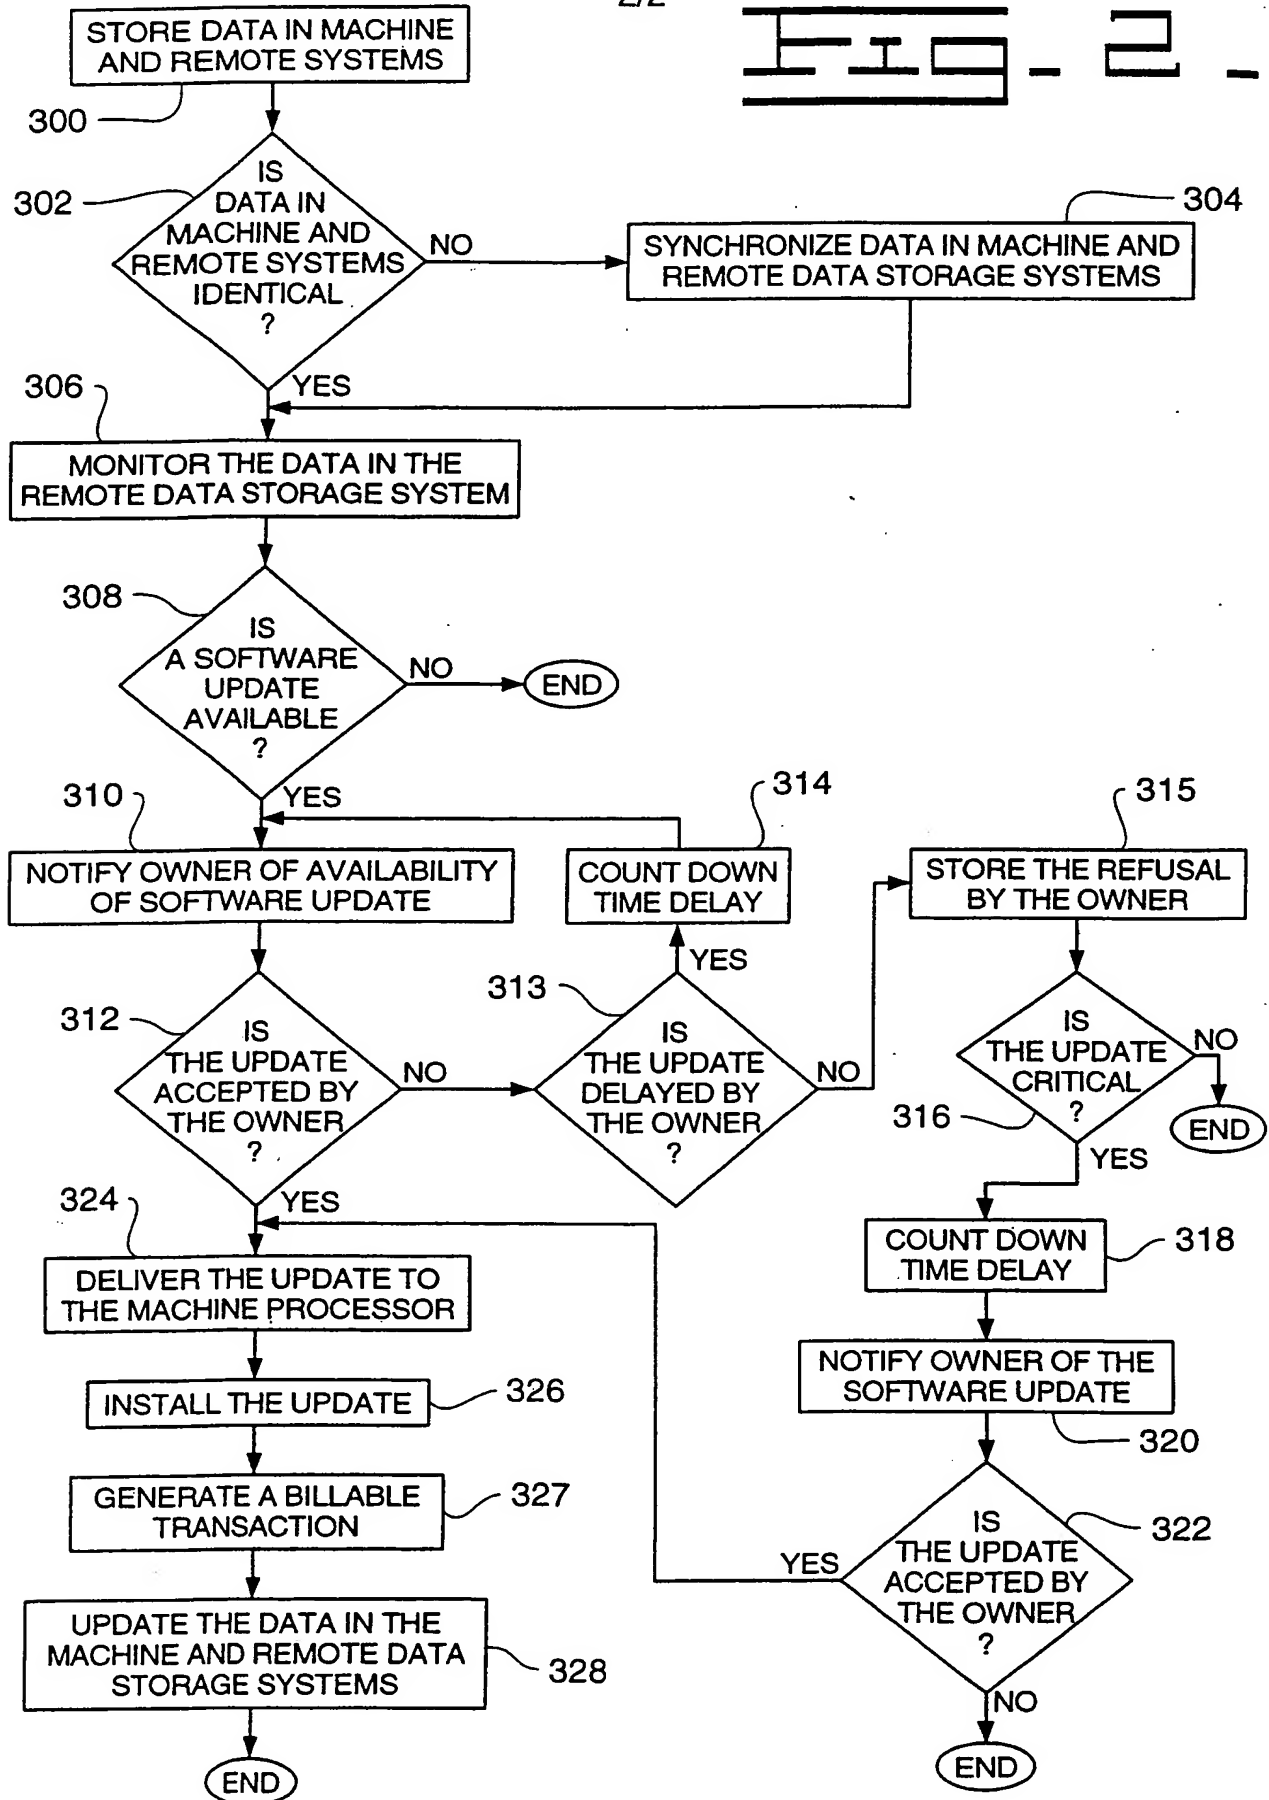 2/2
FIG_2_
STORE DATA IN MACHINE
AND REMOTE SYSTEMS
300
302
IS
DATA IN
MACHINE AND
REMOTE SYSTEMS
IDENTICAL
?
NO
304
SYNCHRONIZE DATA IN MACHINE AND
REMOTE DATA STORAGE SYSTEMS
YES
306
MONITOR THE DATA IN THE
REMOTE DATA STORAGE SYSTEM
308
IS
A SOFTWARE
UPDATE
AVAILABLE
?
NO
END
YES
310
NOTIFY OWNER OF AVAILABILITY
OF SOFTWARE UPDATE
314
COUNT DOWN
TIME DELAY
YES
315
STORE THE REFUSAL
BY THE OWNER
312
IS
THE UPDATE
ACCEPTED BY
THE OWNER
?
NO
313
IS
THE UPDATE
DELAYED BY
THE OWNER
?
NO
IS
THE UPDATE
CRITICAL
?
316
NO
END
YES
YES
324
DELIVER THE UPDATE TO
THE MACHINE PROCESSOR
COUNT DOWN
TIME DELAY
318
INSTALL THE UPDATE
326
NOTIFY OWNER OF THE
SOFTWARE UPDATE
320
GENERATE A BILLABLE
TRANSACTION
327
IS
THE UPDATE
ACCEPTED BY
THE OWNER
?
322
YES
UPDATE THE DATA IN THE
MACHINE AND REMOTE DATA
STORAGE SYSTEMS
328
NO
END
END